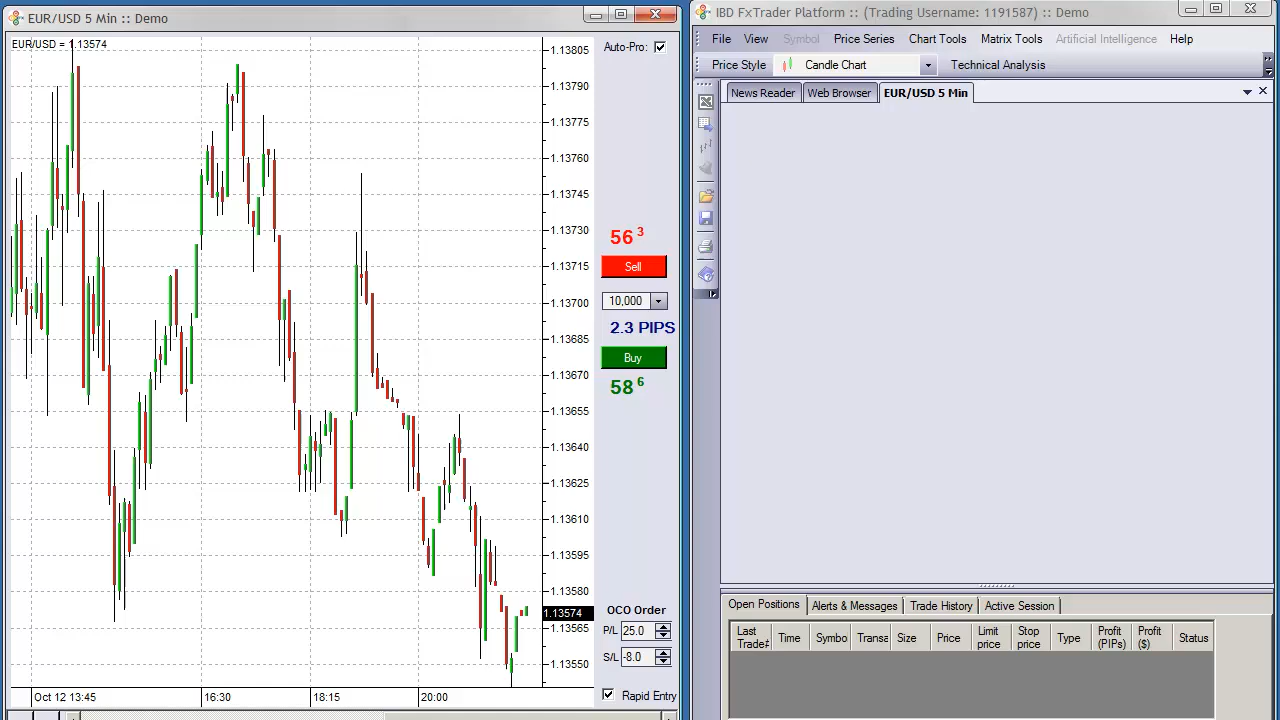 EUR/USD 5 Min :: Demo
EUR/USD = 1.13574
Auto-Pro:
1.13805
1.13790
1.13775
1.13760
1.13745
1.13730
1.13715
1.13700
1.13685
1.13670
1.13655
1.13640
1.13625
1.13610
1.13595
1.13580
1.13574
1.13565
1.13550
Oct 12 13:45
16:30
18:15
20:00
56 3
Sell
10,000
2.3 PIPS
Buy
58 6
OCO Order
P/L 25.0
S/L -8.0
Rapid Entry
IBD FxTrader Platform :: (Trading Username: 1191587) :: Demo
File View Symbol Price Series Chart Tools Matrix Tools Artificial Intelligence Help
Price Style Candle Chart Technical Analysis
News Reader Web Browser EUR/USD 5 Min
Open Positions Alerts & Messages Trade History Active Session
Last Trade# Time Symbo Transa Size Price Limit price Stop price Type Profit (PIPs) Profit ($) Status